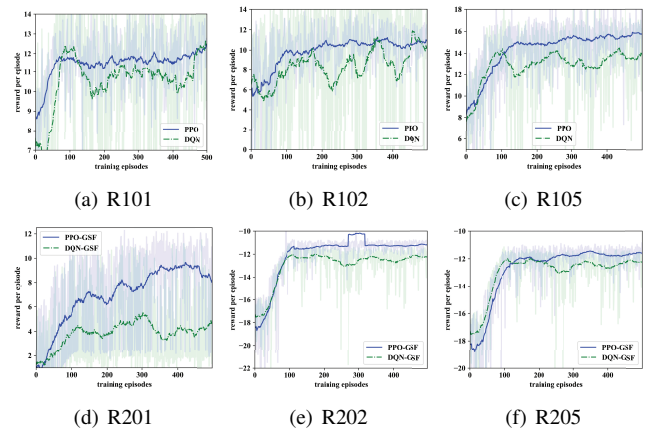 14
13
12
11
10
9
8
7
reward per episode
0 100 200 300 400 500
training episodes
PPO
DQN
(a) R101
14
12
10
8
6
4
2
0
reward per episode
0 100 200 300 400
training episodes
PPO
DQN
(b) R102
18
16
14
12
10
8
6
4
reward per episode
0 100 200 300 400
training episodes
PPO
DQN
(c) R105
12
10
8
6
4
2
reward per episode
0 100 200 300 400
training episodes
PPO-GSF
DQN-GSF
(d) R201
−10
−12
−14
−16
−18
−20
−22
reward per episode
0 100 200 300 400
training episodes
PPO-GSF
DQN-GSF
(e) R202
−10
−12
−14
−16
−18
−20
reward per episode
0 100 200 300 400
training episodes
PPO-GSF
DQN-GSF
(f) R205